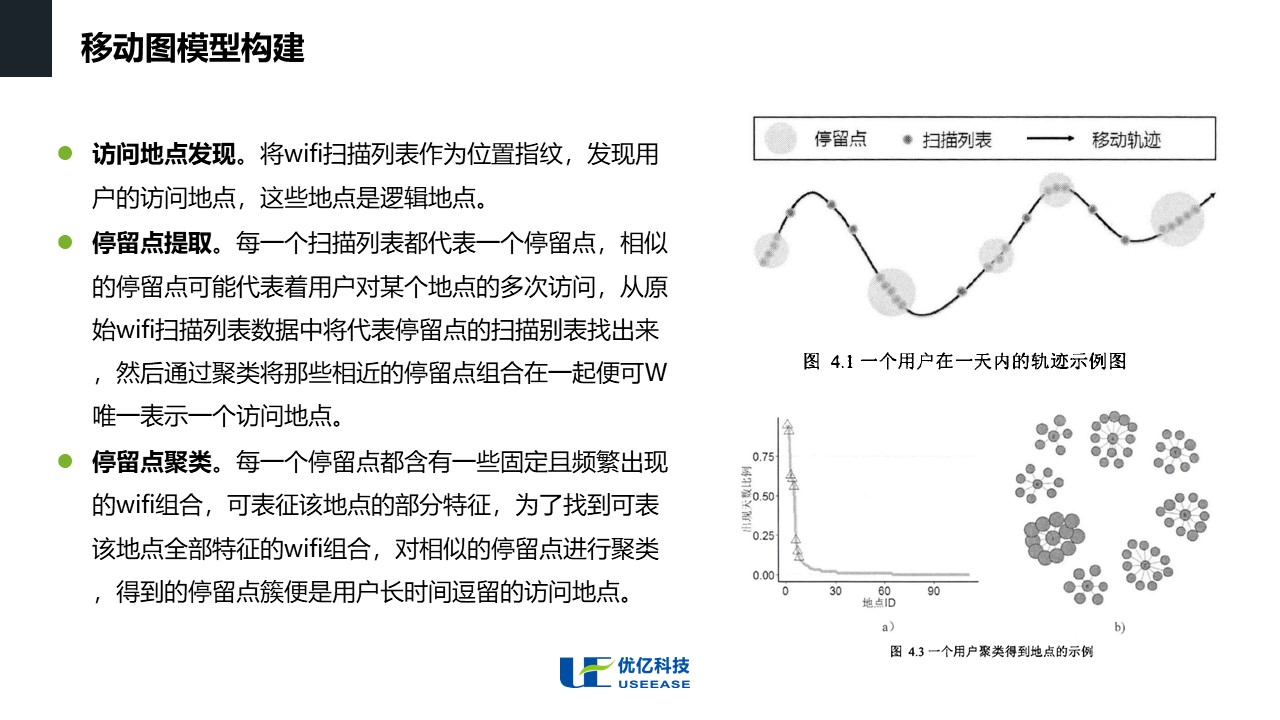 移动图模型构建
访问地点发现。将wifi扫描列表作为位置指纹，发现用
户的访问地点，这些地点是逻辑地点。
停留点提取。每一个扫描列表都代表一个停留点，相似
的停留点可能代表着用户对某个地点的多次访问，从原
始wifi扫描列表数据中将代表停留点的扫描别表找出来
，然后通过聚类将那些相近的停留点组合在一起便可W
唯一表示一个访问地点。
停留点聚类。每一个停留点都含有一些固定且频繁出现
的wifi组合，可表征该地点的部分特征，为了找到可表
该地点全部特征的wifi组合，对相似的停留点进行聚类
，得到的停留点簇便是用户长时间逗留的访问地点。
停留点 扫描列表 移动轨迹
图 4.1 一个用户在一天内的轨迹示例图
出现天数比例
0.75
0.50
0.25
0.00
0 30 60 90
地点ID
a）
b)
图 4.3 一个用户聚类得到地点的示例
UE 优亿科技
USEEASE